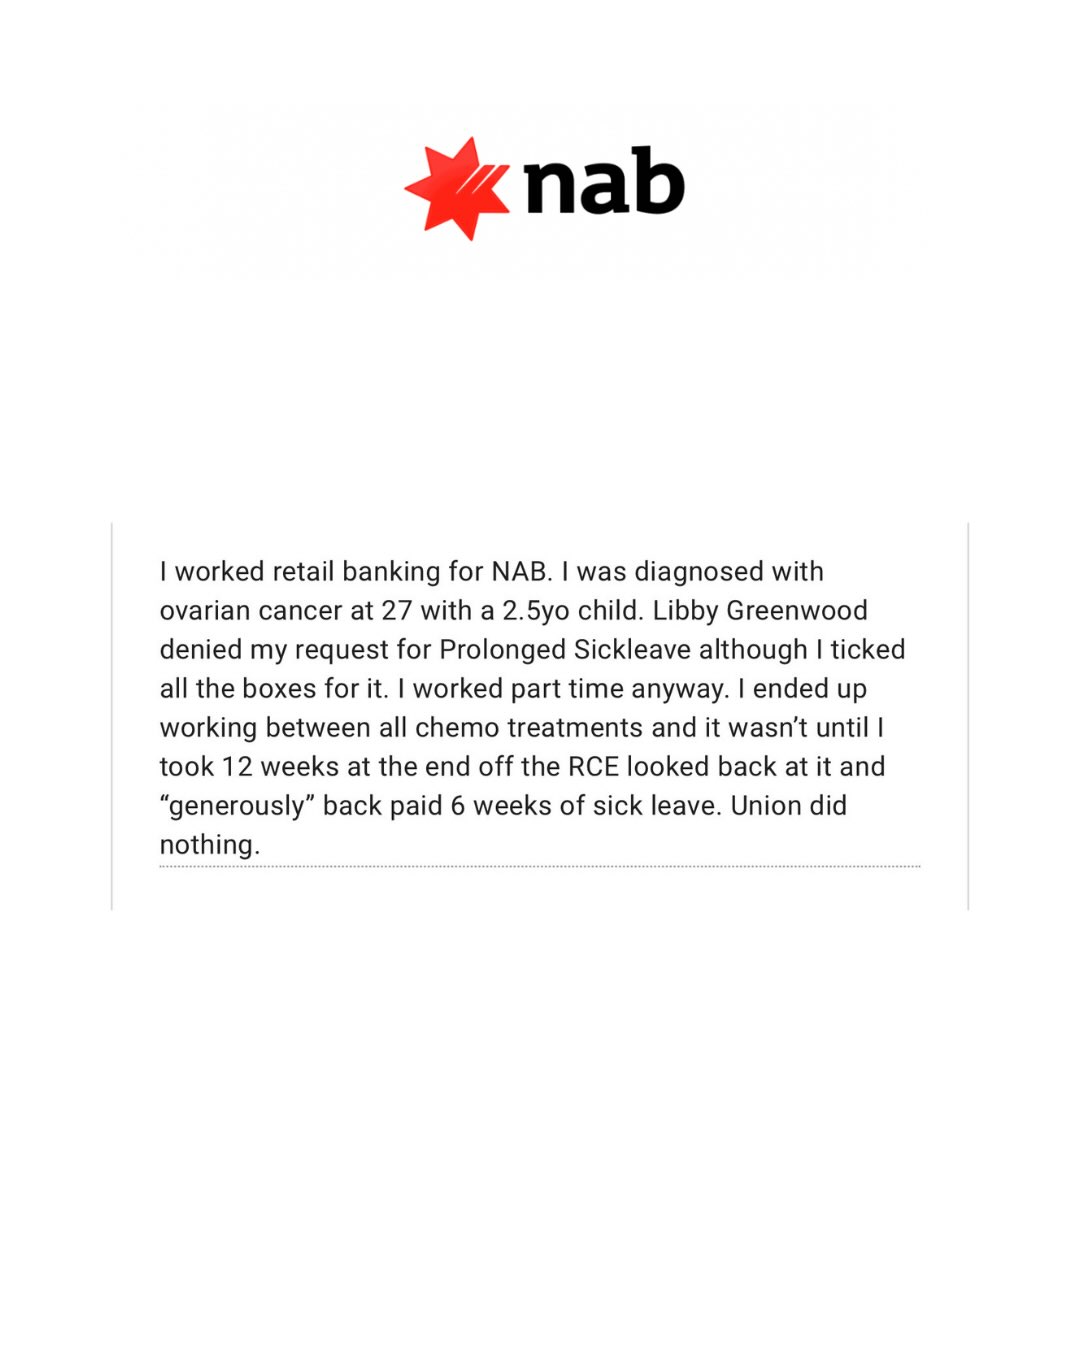 nab
I worked retail banking for NAB. I was diagnosed with
ovarian cancer at 27 with a 2.5yo child. Libby Greenwood
denied my request for Prolonged Sickleave although I ticked
all the boxes for it. I worked part time anyway. I ended up
working between all chemo treatments and it wasn’t until I
took 12 weeks at the end off the RCE looked back at it and
“generously” back paid 6 weeks of sick leave. Union did
nothing.